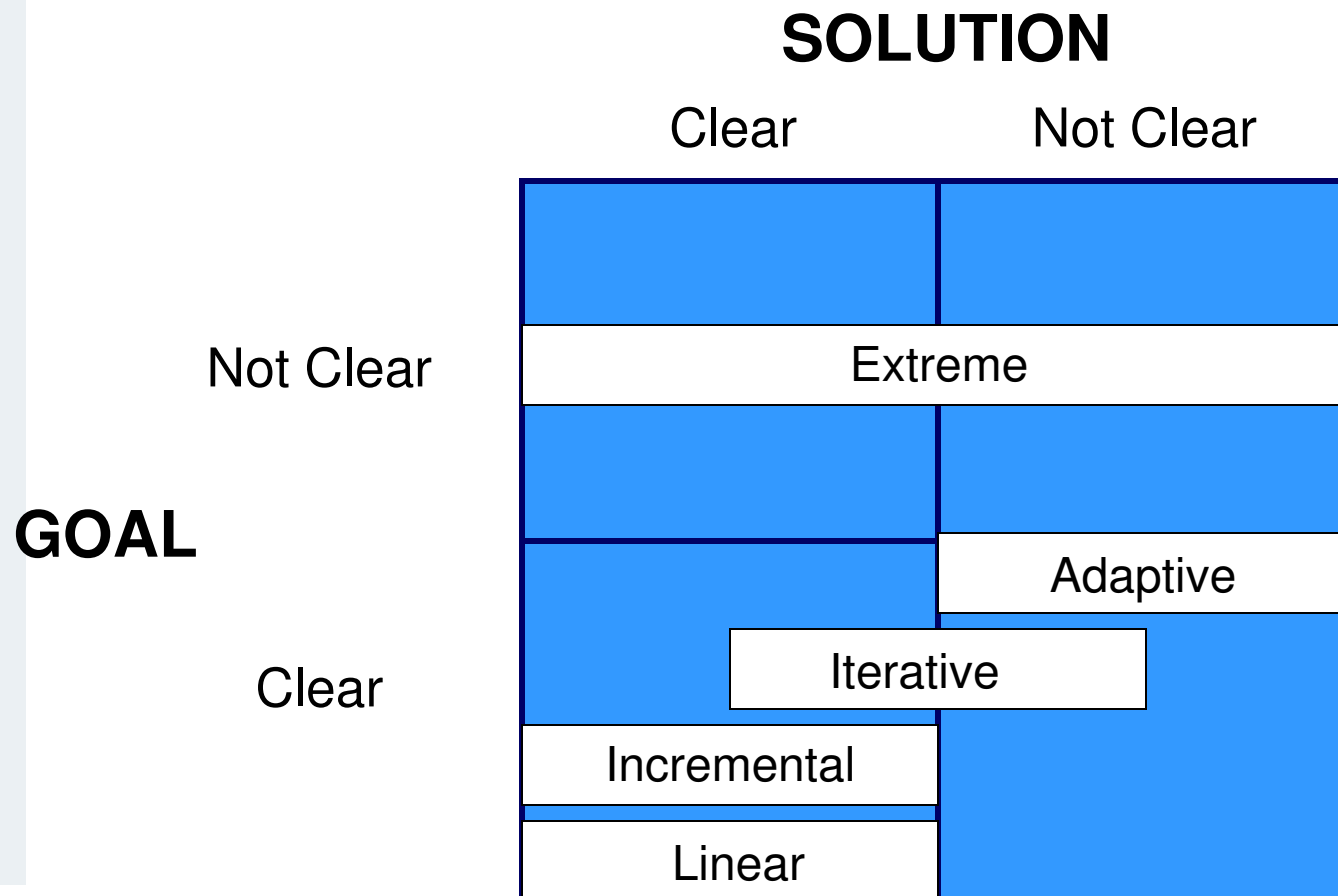 SOLUTION
Clear Not Clear
Not Clear Extreme
GOAL
Adaptive
Iterative
Clear
Incremental
Linear